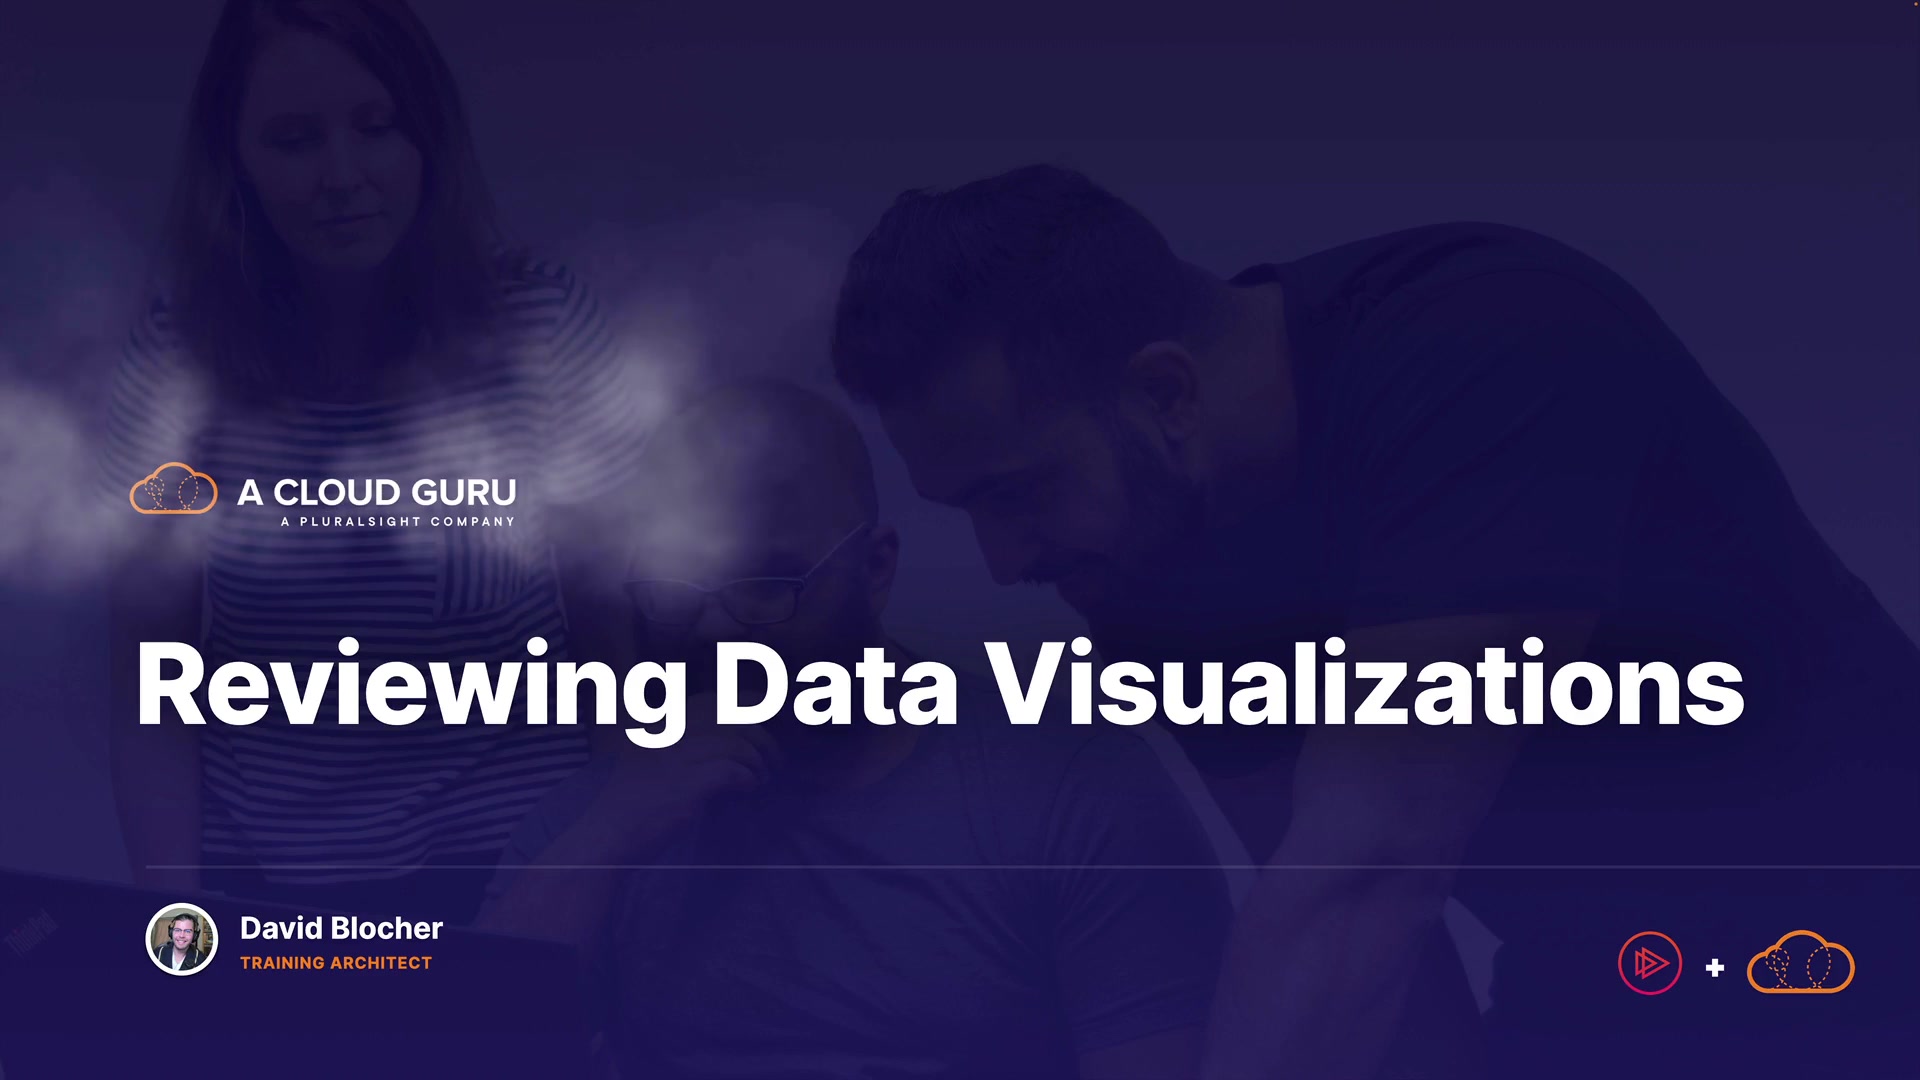 A CLOUD GURU
A PLURALSIGHT COMPANY
Reviewing Data Visualizations
David Blocher
TRAINING ARCHITECT
+